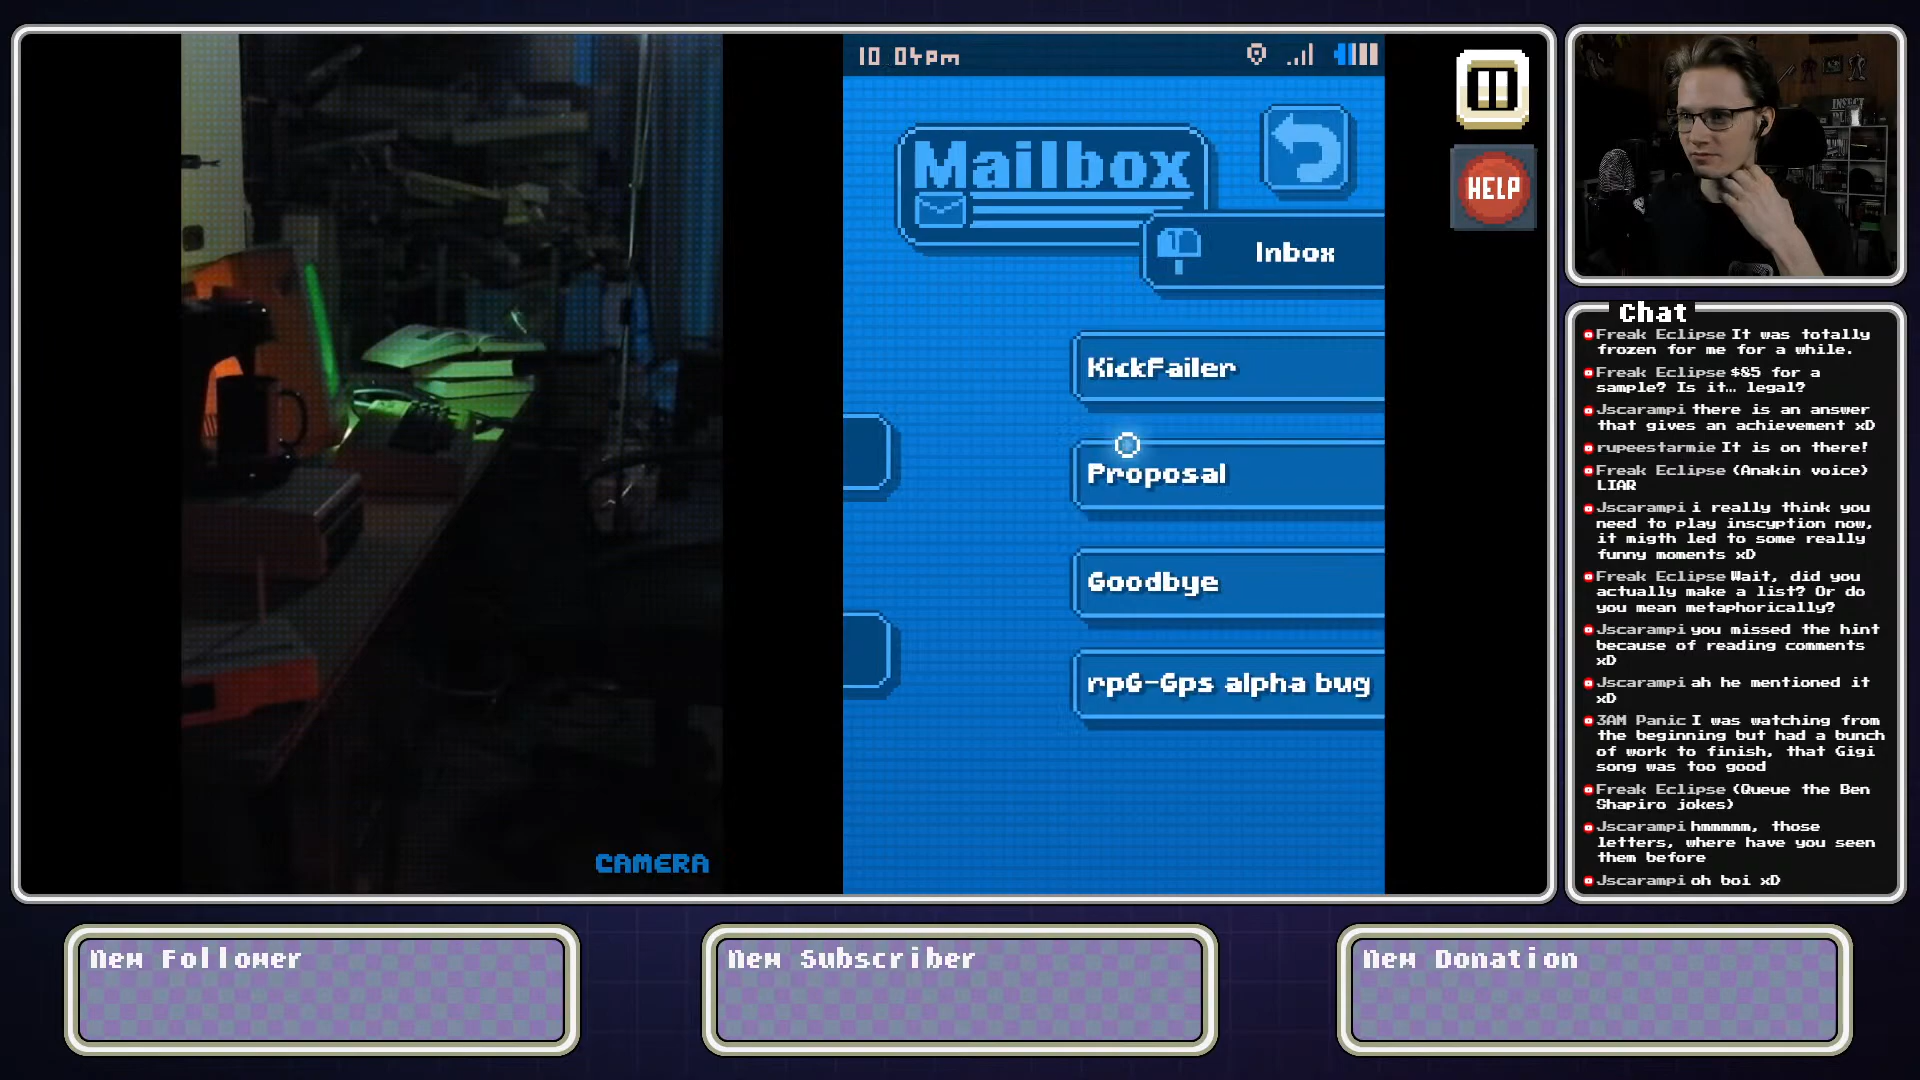 10 04pm
Mailbox
Inbox
KickFailer
Proposal
Goodbye
rpG-Gps alpha bug
CAMERA
HELP
INSECT
Chat
Freak Eclipse It was totally
frozen for me for a while.
Freak Eclipse $85 for a
sample? Is it… legal?
Jscarampi there is an answer
that gives an achievement xD
rupeestarmie It is on there!
Freak Eclipse (Anakin voice)
LIAR
Jscarampi i really think you
need to play inscyption now,
it migth led to some really
funny moments xD
Freak Eclipse Wait, did you
actually make a list? Or do
you mean metaphorically?
Jscarampi you missed the hint
because of reading comments
xD
Jscarampi ah he mentioned it
xD
3AM Panic I was watching from
the beginning but had a bunch
of work to finish, that Gigi
song was too good
Freak Eclipse (Queue the Ben
Shapiro jokes)
Jscarampi hmmmmm, those
letters, where have you seen
them before
Jscarampi oh boi xD
New Follower
New Subscriber
New Donation